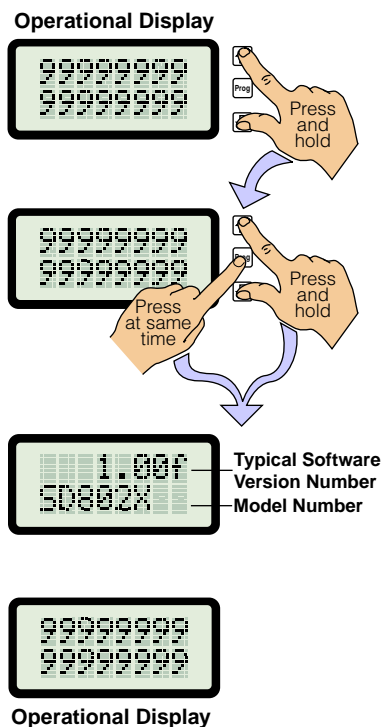 Operational Display
99999999
99999999
Prog
Press
and
hold
99999999
99999999
Press
and
hold
Press
at same
time
1.00f
SD802X
Typical Software
Version Number
Model Number
99999999
99999999
Operational Display